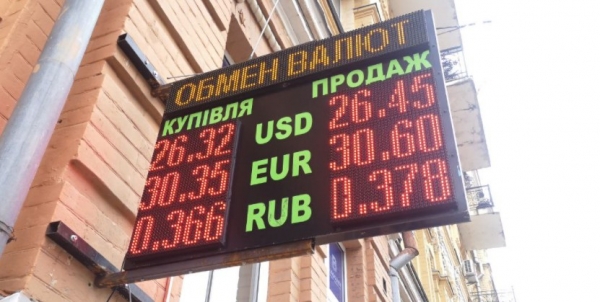 ОБМЕН ВАЛЮТ
КУПІВЛЯ ПРОДАЖ
26.32 USD 26.45
30.35 EUR 30.60
0.366 RUB 0.378